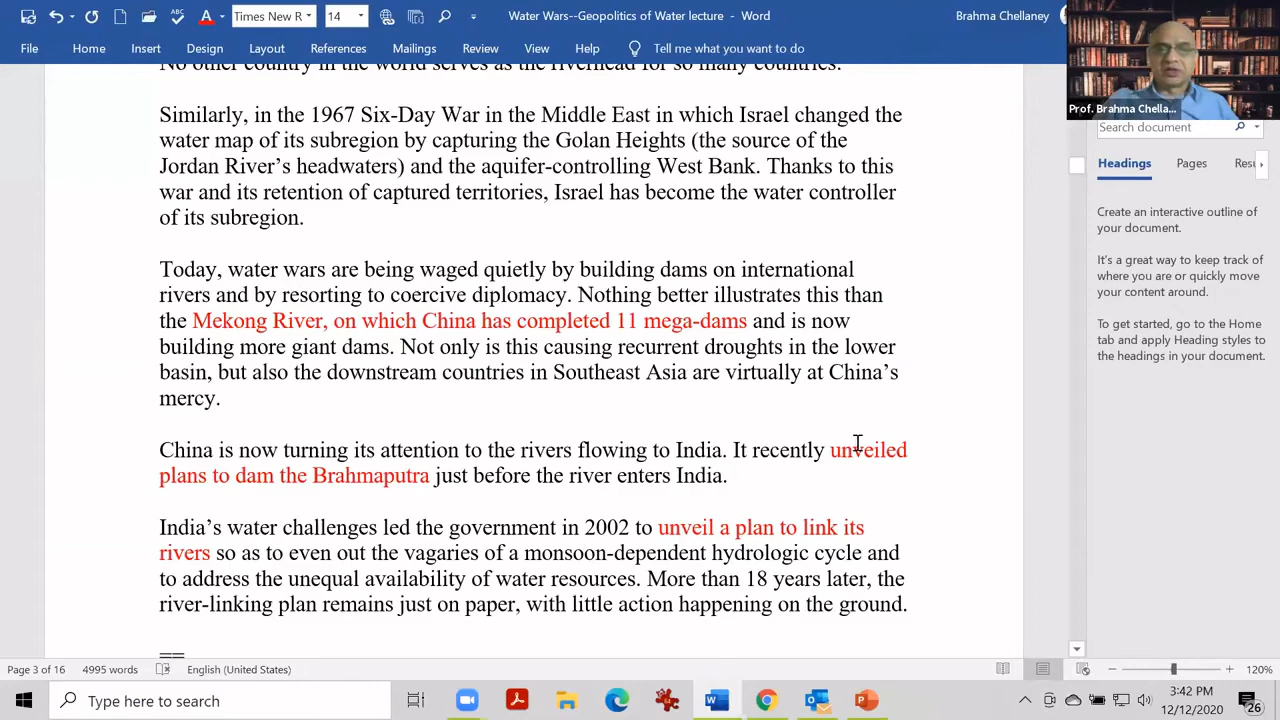 Times New R
14
Water Wars--Geopolitics of Water lecture - Word
Brahma Chellaney
File Home Insert Design Layout References Mailings Review View Help Tell me what you want to do
No other country in the world serves as the riverhead for so many countries.
Similarly, in the 1967 Six-Day War in the Middle East in which Israel changed the
water map of its subregion by capturing the Golan Heights (the source of the
Jordan River's headwaters) and the aquifer-controlling West Bank. Thanks to this
war and its retention of captured territories, Israel has become the water controller
of its subregion.
Today, water wars are being waged quietly by building dams on international
rivers and by resorting to coercive diplomacy. Nothing better illustrates this than
the Mekong River, on which China has completed 11 mega-dams and is now
building more giant dams. Not only is this causing recurrent droughts in the lower
basin, but also the downstream countries in Southeast Asia are virtually at China's
mercy.
China is now turning its attention to the rivers flowing to India. It recently unveiled
plans to dam the Brahmaputra just before the river enters India.
India's water challenges led the government in 2002 to unveil a plan to link its
rivers so as to even out the vagaries of a monsoon-dependent hydrologic cycle and
to address the unequal availability of water resources. More than 18 years later, the
river-linking plan remains just on paper, with little action happening on the ground.
==
Prof. Brahma Chella...
Search document
Headings Pages Resu
Create an interactive outline of
your document.
It's a great way to keep track of
where you are or quickly move
your content around.
To get started, go to the Home
tab and apply Heading styles to
the headings in your document.
Page 3 of 16 4995 words English (United States)
120%
Type here to search
3:42 PM
12/12/2020
26